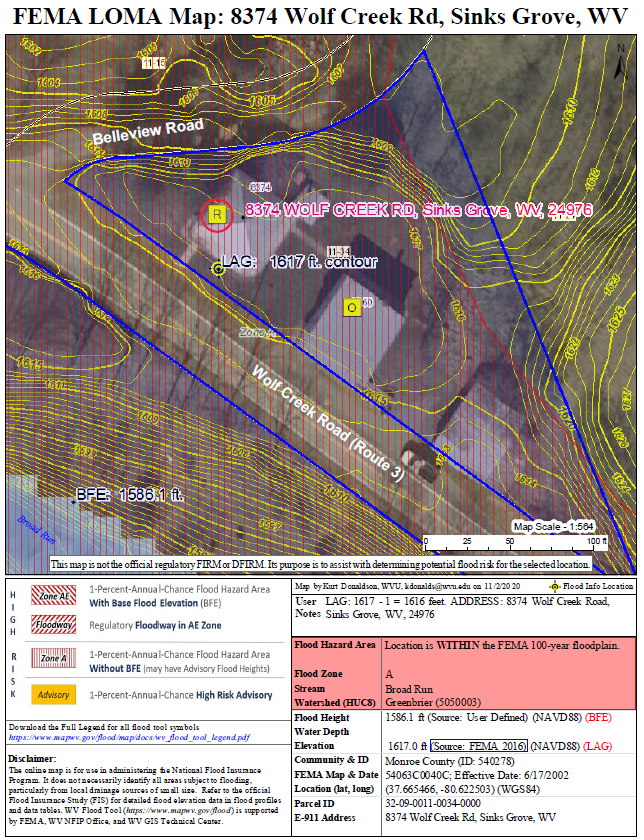 FEMA LOMA Map: 8374 Wolf Creek Rd, Sinks Grove, WV
N
11-15
1604
1606
1607
1605
1607
1610
Belleview Road
8374
R
8374 WOLF CREEK RD, Sinks Grove, WV, 24976
11-34
LAG: 1617 ft. contour
O
60
Zone A
1615
1611
1609
Wolf Creek Road (Route 3)
BFE: 1586.1 ft.
Broad Run
Map Scale - 1:564
0 25 50 100 ft
This map is not the official regulatory FIRM or DFIRM. Its purpose is to assist with determining potential flood risk for the selected location.
HIGH RISK
Zone AE
1-Percent-Annual-Chance Flood Hazard Area
With Base Flood Elevation (BFE)
Floodway
Regulatory Floodway in AE Zone
Zone A
1-Percent-Annual-Chance Flood Hazard Area
Without BFE (may have Advisory Flood Heights)
Advisory
1-Percent-Annual-Chance High Risk Advisory
Download the Full Legend for all flood tool symbols
https://www.mapwv.gov/flood/map/docs/wv_flood_tool_legend.pdf
Disclaimer:
The online map is for use in administering the National Flood Insurance
Program. It does not necessarily identify all areas subject to flooding,
particularly from local drainage sources of small size. Refer to the official
Flood Insurance Study (FIS) for detailed flood elevation data in flood profiles
and data tables. WV Flood Tool (https://www.mapwv.gov/flood) is supported
by FEMA, WV NFIP Office, and WV GIS Technical Center.
Map by Kurt Donaldson, WVU, kdonalds@wvu.edu on 11/2/2020
Flood Info Location
User Notes LAG: 1617 - 1 = 1616 feet. ADDRESS: 8374 Wolf Creek Road,
Sinks Grove, WV, 24976
Flood Hazard Area Location is WITHIN the FEMA 100-year floodplain.
Flood Zone A
Stream Broad Run
Watershed (HUC8) Greenbrier (5050003)
Flood Height 1586.1 ft (Source: User Defined) (NAVD88) (BFE)
Water Depth
Elevation 1617.0 ft (Source: FEMA 2016) (NAVD88) (LAG)
Community & ID Monroe County (ID: 540278)
FEMA Map & Date 54063C0040C; Effective Date: 6/17/2002
Location (lat, long) (37.665466, -80.622503) (WGS84)
Parcel ID 32-09-0011-0034-0000
E-911 Address 8374 Wolf Creek Rd, Sinks Grove, WV